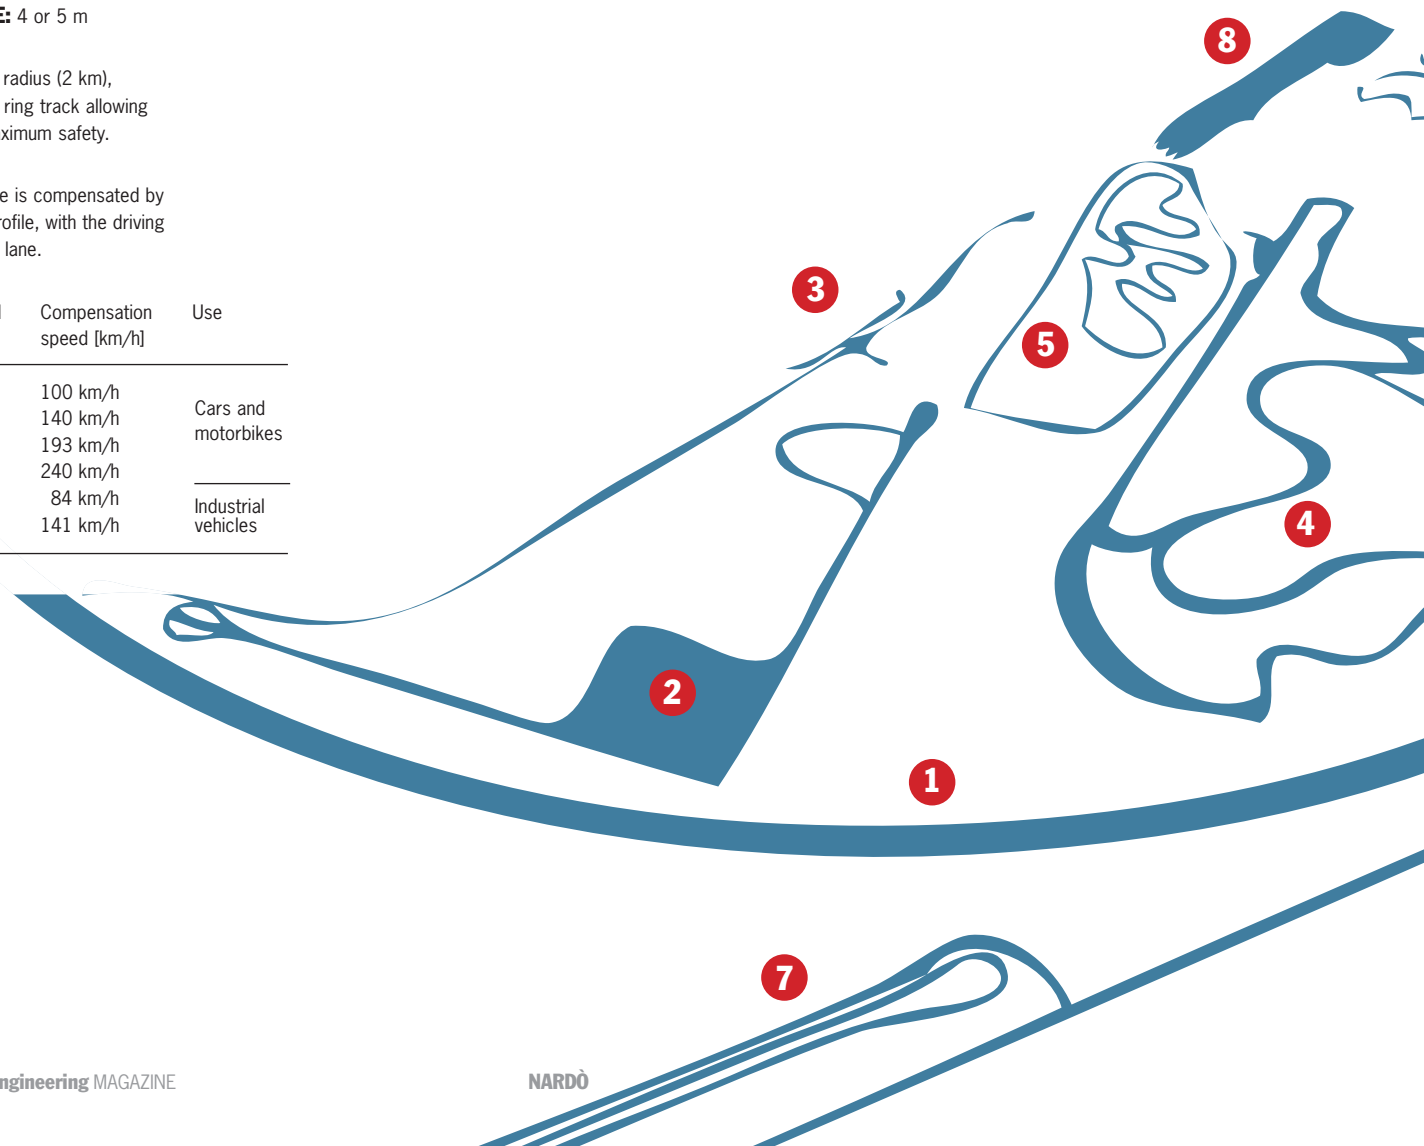 E: 4 or 5 m
radius (2 km),
ring track allowing
ximum safety.
e is compensated by
rofile, with the driving
lane.
Compensation Use
speed [km/h]
100 km/h
Cars and
140 km/h
motorbikes
193 km/h
240 km/h
84 km/h
Industrial
141 km/h
vehicles
8
3
5
4
2
1
7
ngineering MAGAZINE
NARDÒ